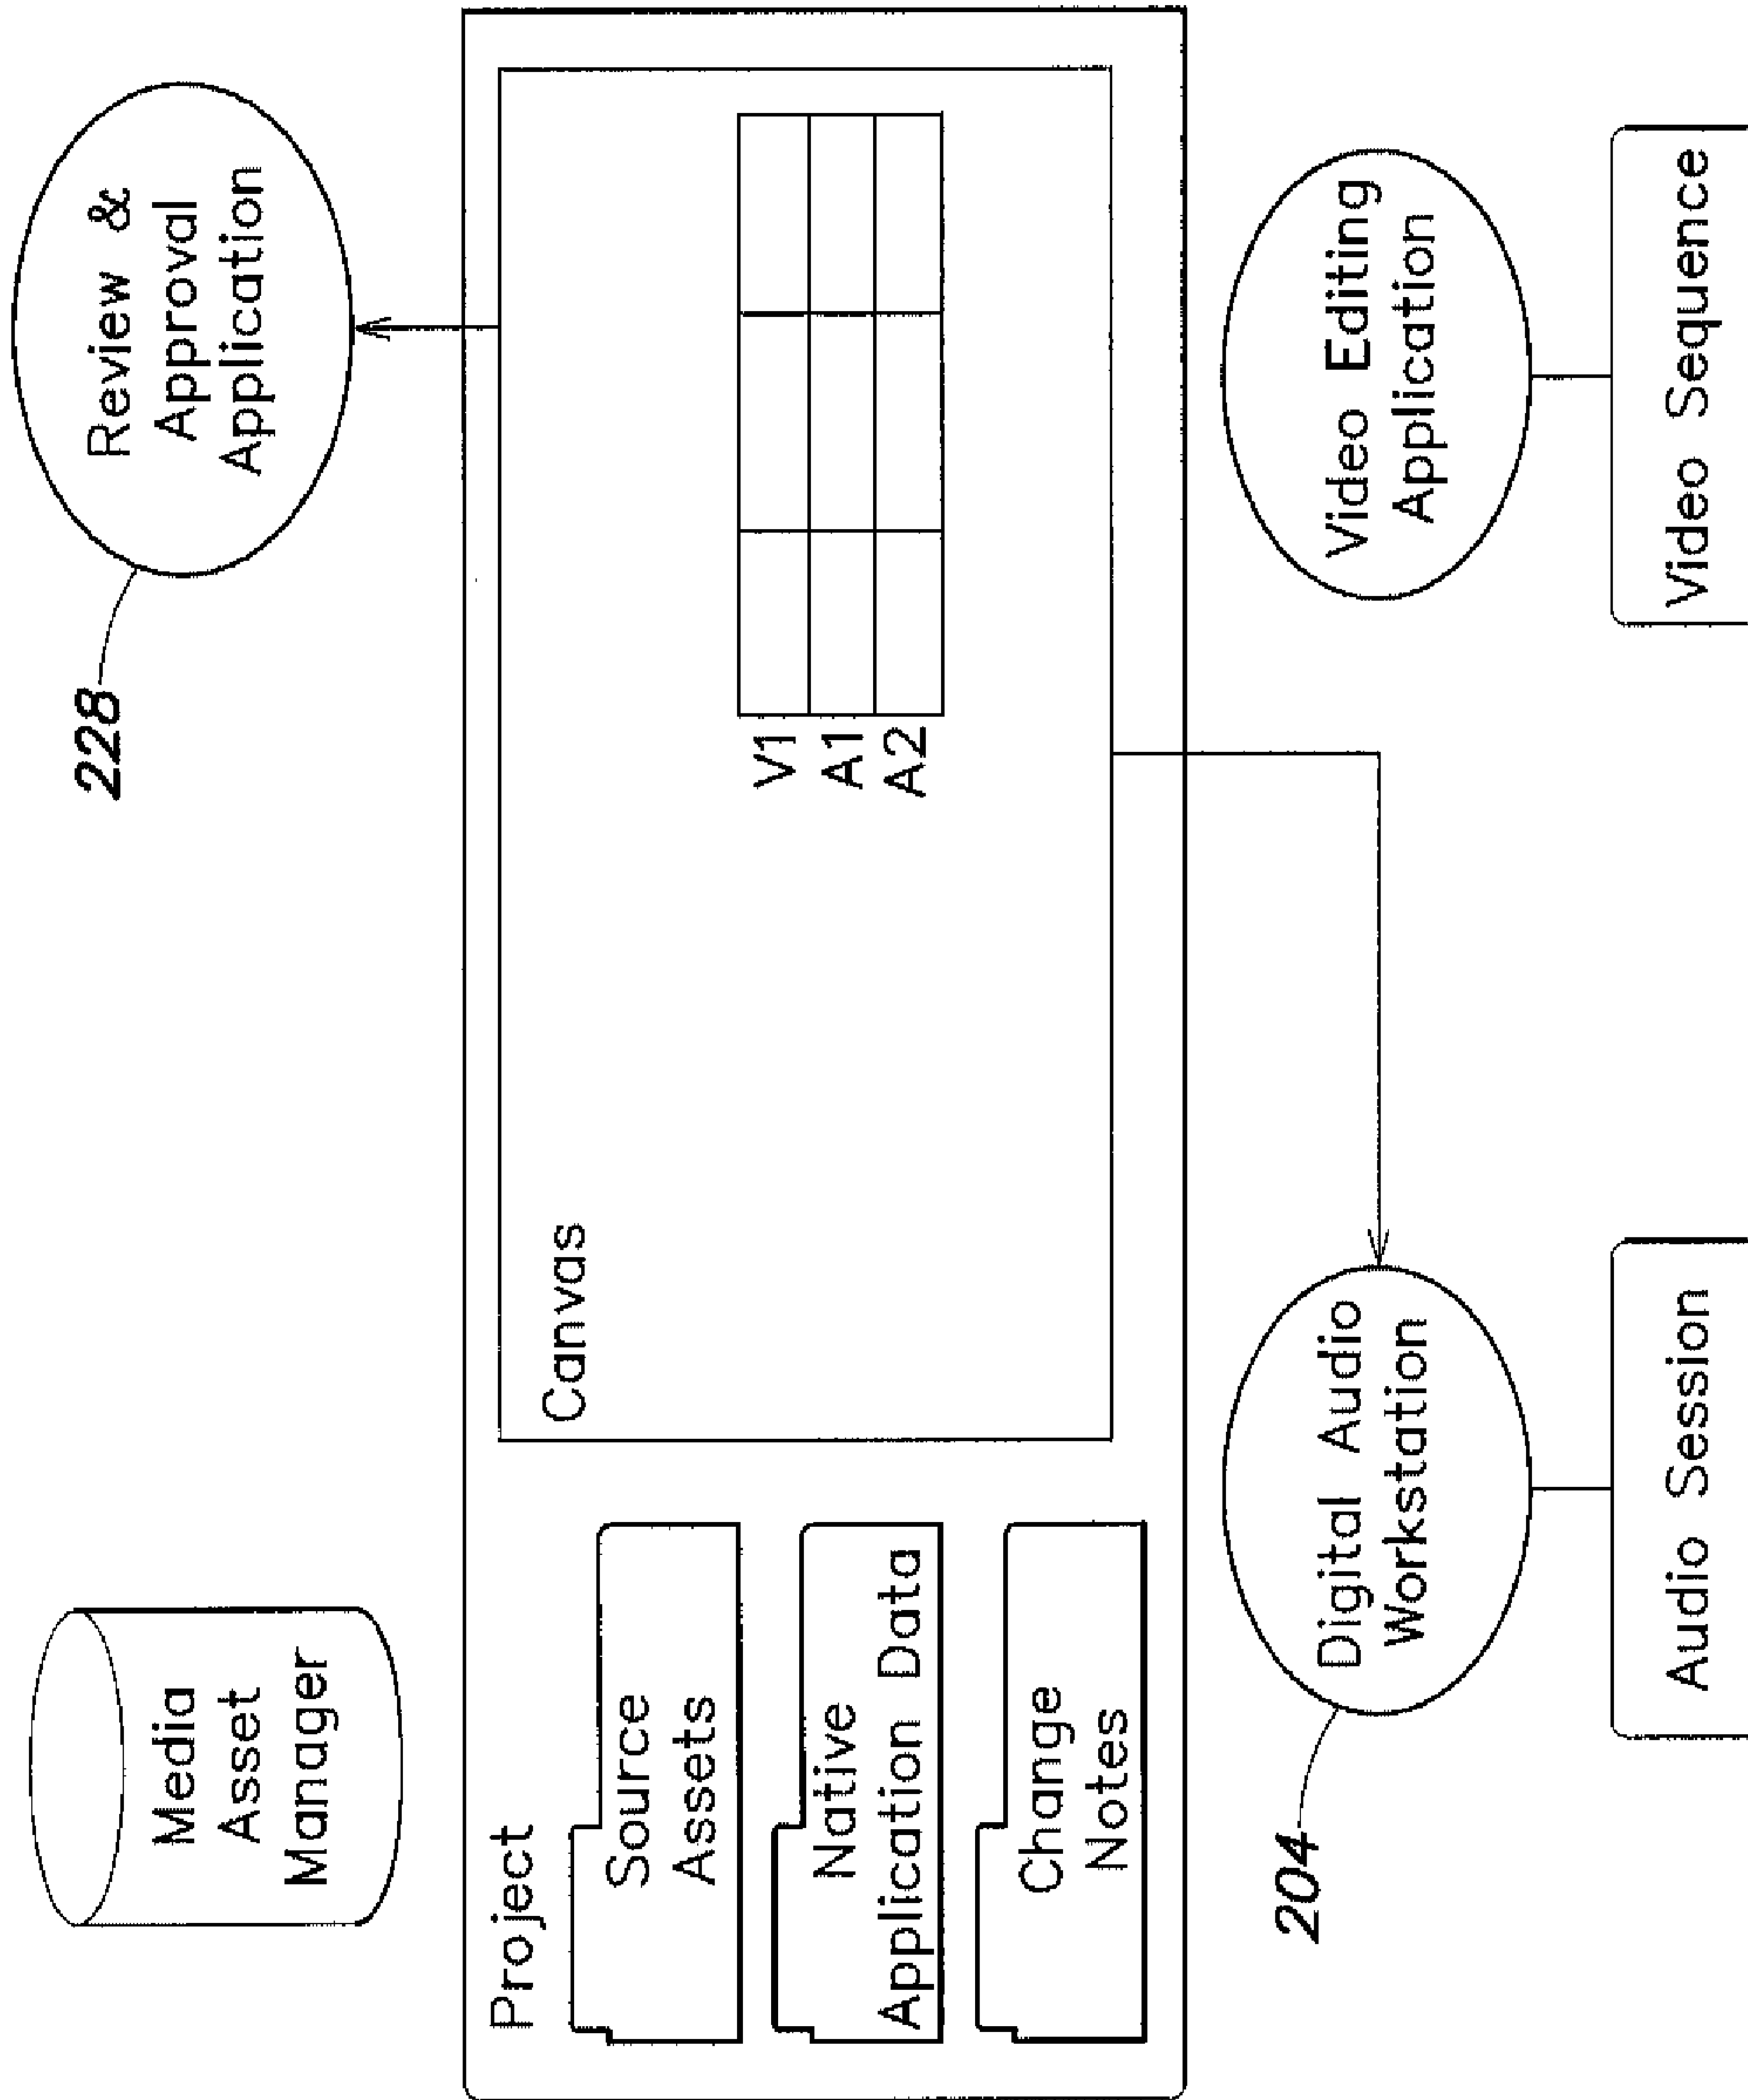 Media
Asset
Manager
228
Review &
Approval
Application
Project
Source
Assets
Native
Application Data
Change
Notes
Canvas
V1
A1
A2
204
Digital Audio
Workstation
Video Editing
Application
Audio Session
Video Sequence